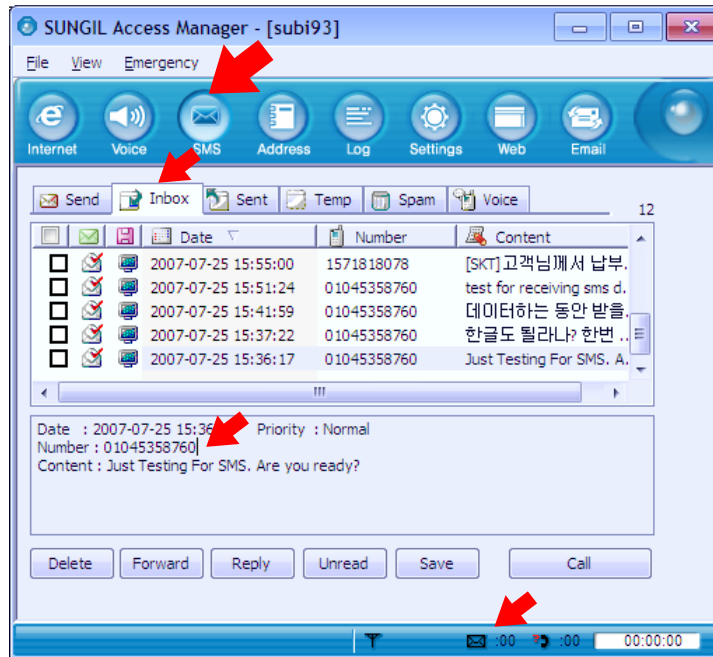 SUNGIL Access Manager - [subi93]
File View Emergency
Internet Voice SMS Address Log Settings Web Email
Send Inbox Sent Temp Spam Voice 12
Date Number Content
2007-07-25 15:55:00 1571818078 [SKT]고객님께서 납부.
2007-07-25 15:51:24 01045358760 test for receiving sms d.
2007-07-25 15:41:59 01045358760 데이터하는 동안 받을.
2007-07-25 15:37:22 01045358760 한글도 될라나? 한번 ..
2007-07-25 15:36:17 01045358760 Just Testing For SMS. A.
Date : 2007-07-25 15:36 Priority : Normal
Number : 01045358760
Content : Just Testing For SMS. Are you ready?
Delete Forward Reply Unread Save Call
:00 :00 00:00:00